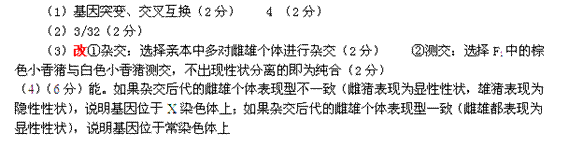 (1)基因突变、交叉互换(2分) 4 (2分)
(2)3/32(2分)
(3)改①杂交:选择亲本中多对雌雄个体进行杂交(2分) ②测交:选择F₁中的棕
色小香猪与白色小香猪测交,不出现性状分离的即为纯合(2分)
(4)(6分)能。如果杂交后代的雌雄个体表现型不一致(雌猪表现为显性性状,雄猪表现为
隐性性状),说明基因位于X染色体上;如果杂交后代的雌雄个体表现型一致(雌雄都表现为
显性性状),说明基因位于常染色体上